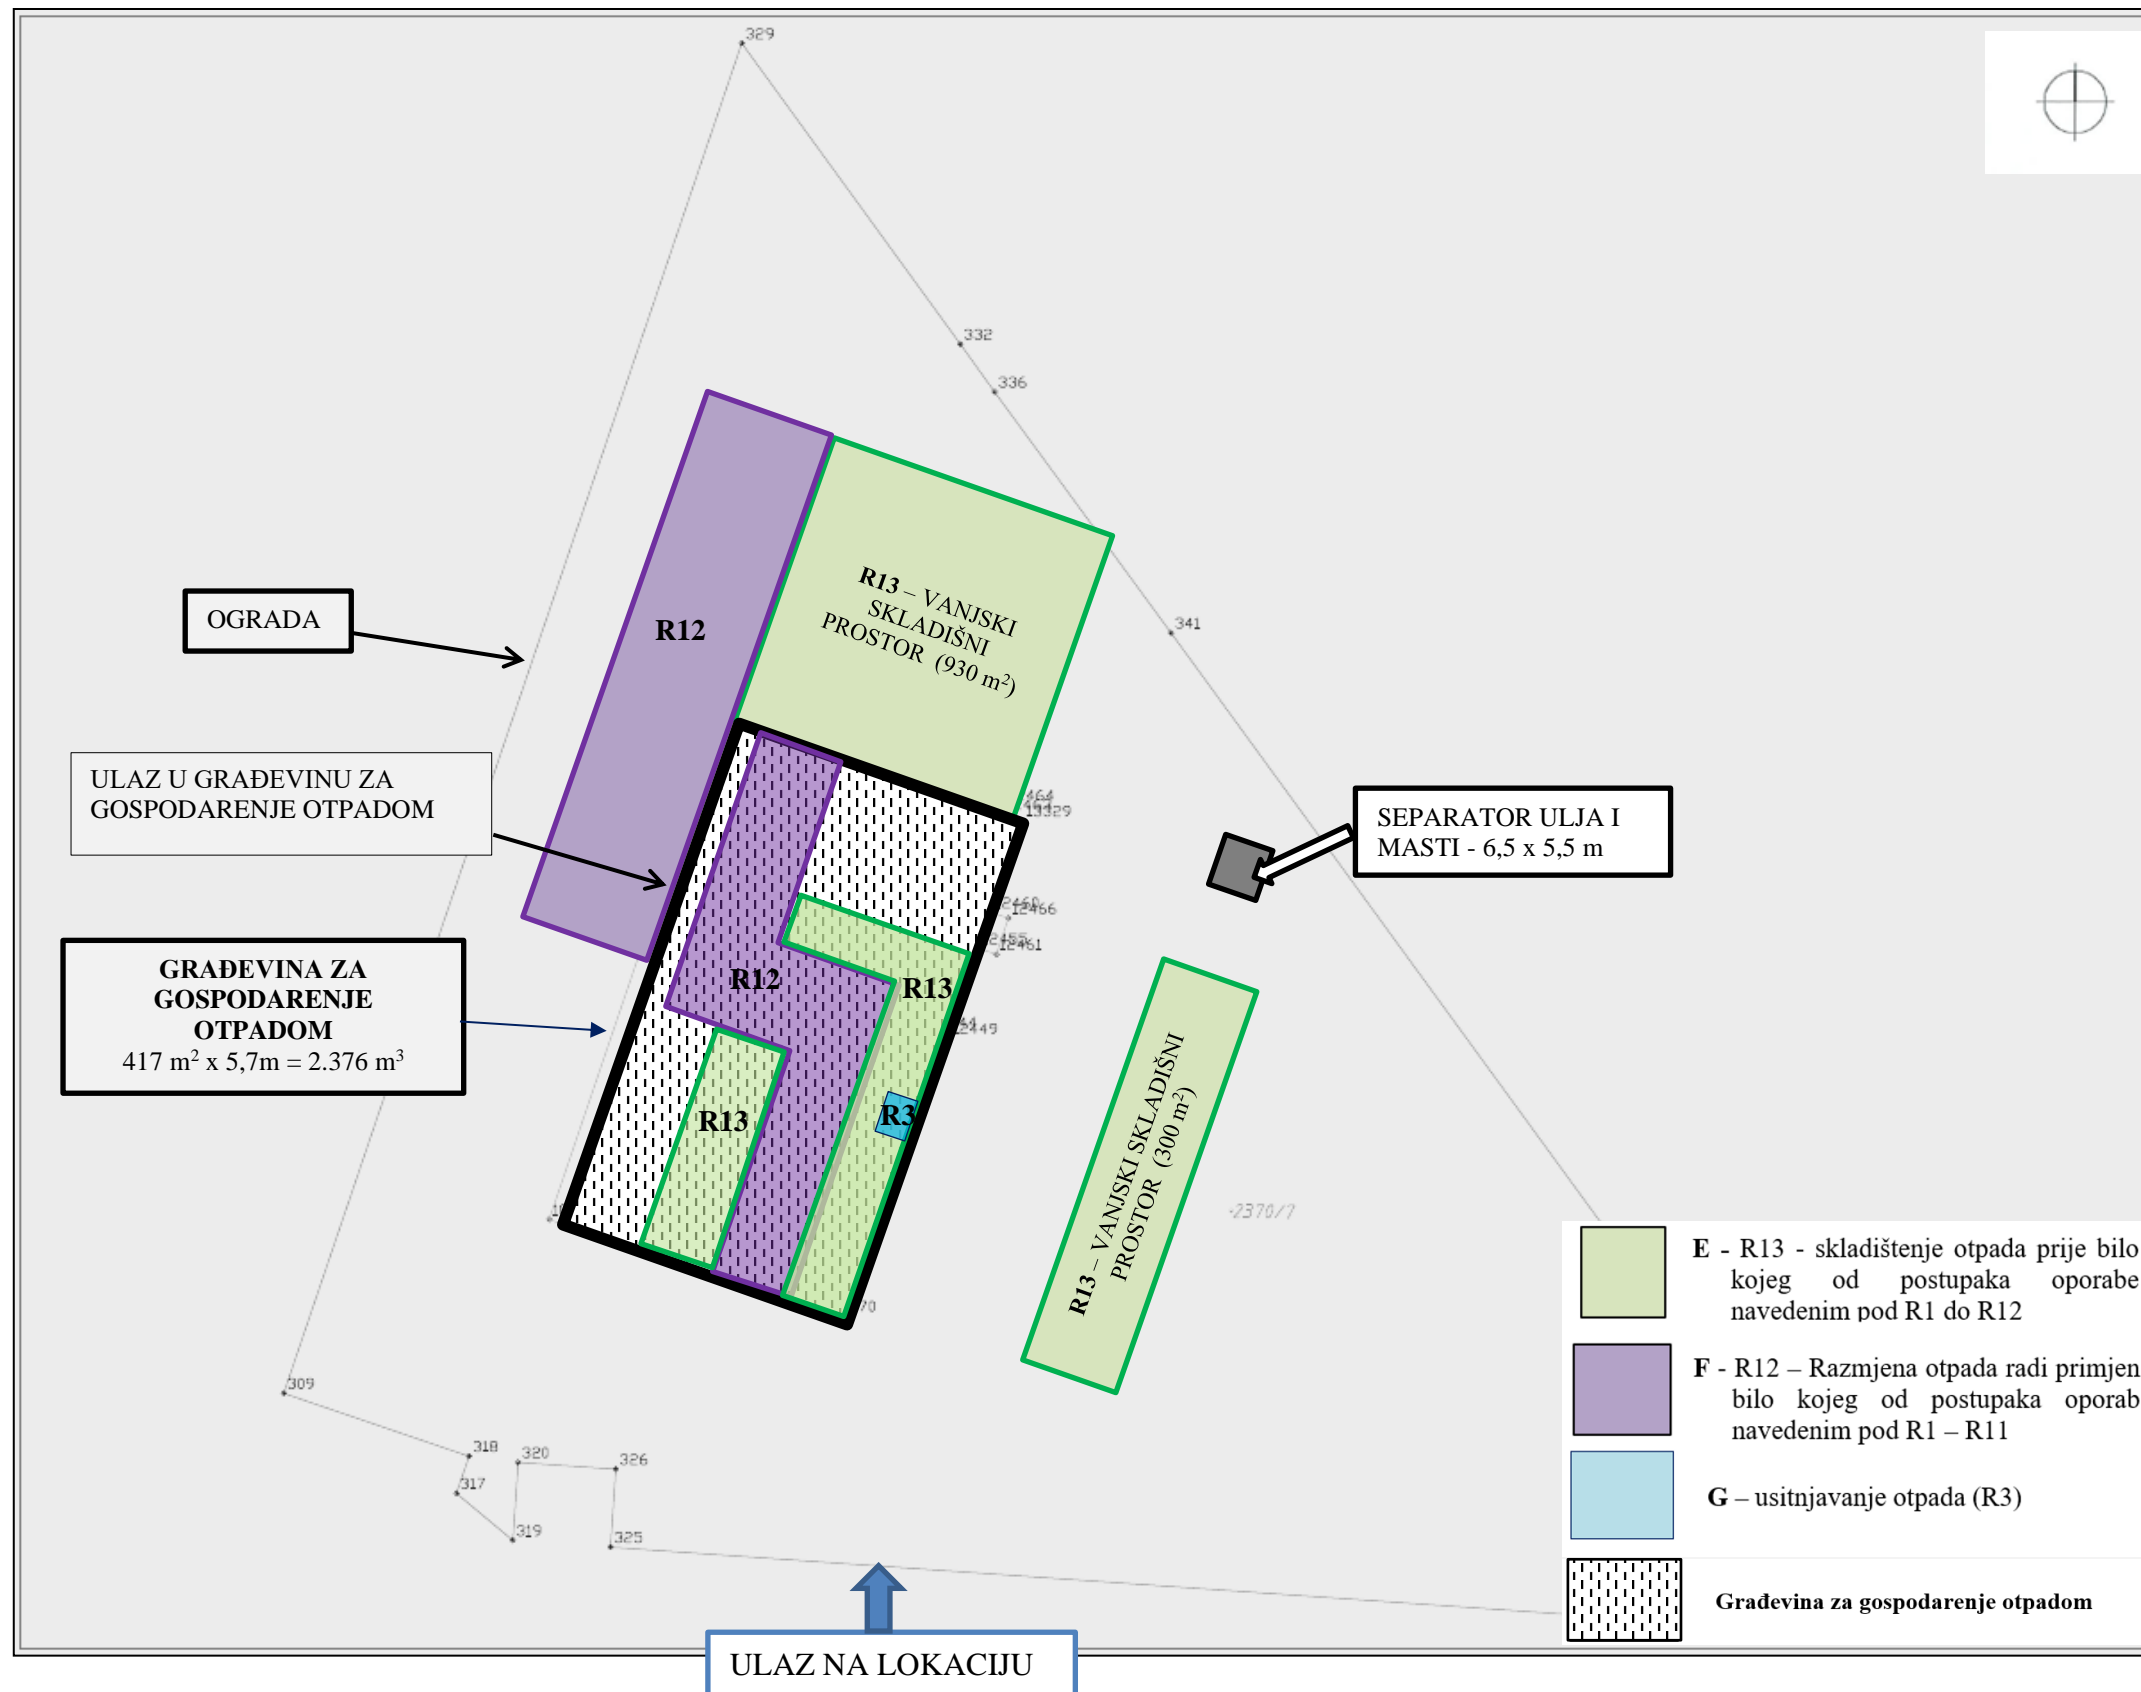 329
332
336
341
R13 – VANJSKI
SKLADIŠNI
PROSTOR (930 m²)
R12
OGRADA
ULAZ U GRAĐEVINU ZA
GOSPODARENJE OTPADOM
GRAĐEVINA ZA
GOSPODARENJE
OTPADOM
417 m² x 5,7m = 2.376 m³
SEPARATOR ULJA I
MASTI - 6,5 x 5,5 m
464
13329
12466
12461
R12
R13
R13
R3
R13 – VANJSKI SKLADIŠNI
PROSTOR (300 m²)
-2370/7
309
318
317
320
326
319
325
E - R13 - skladištenje otpada prije bilo
kojeg od postupaka oporabe
navedenim pod R1 do R12
F - R12 – Razmjena otpada radi primjen
bilo kojeg od postupaka oporab
navedenim pod R1 – R11
G – usitnjavanje otpada (R3)
Građevina za gospodarenje otpadom
ULAZ NA LOKACIJU